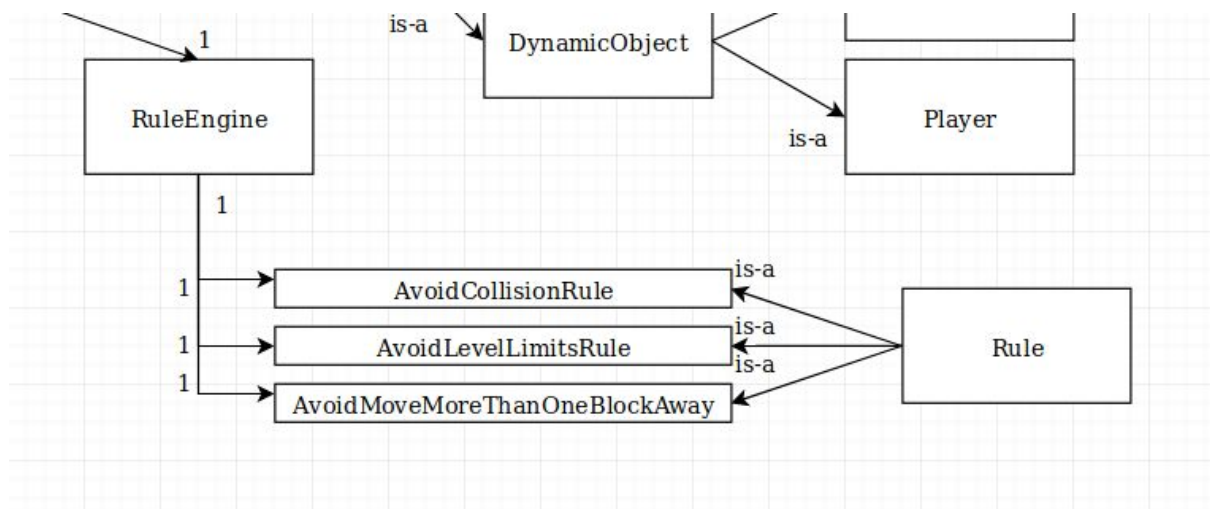 is-a
DynamicObject
1
RuleEngine
Player
is-a
1
is-a
1
AvoidCollisionRule
is-a
1
AvoidLevelLimitsRule
Rule
is-a
1
AvoidMoveMoreThanOneBlockAway